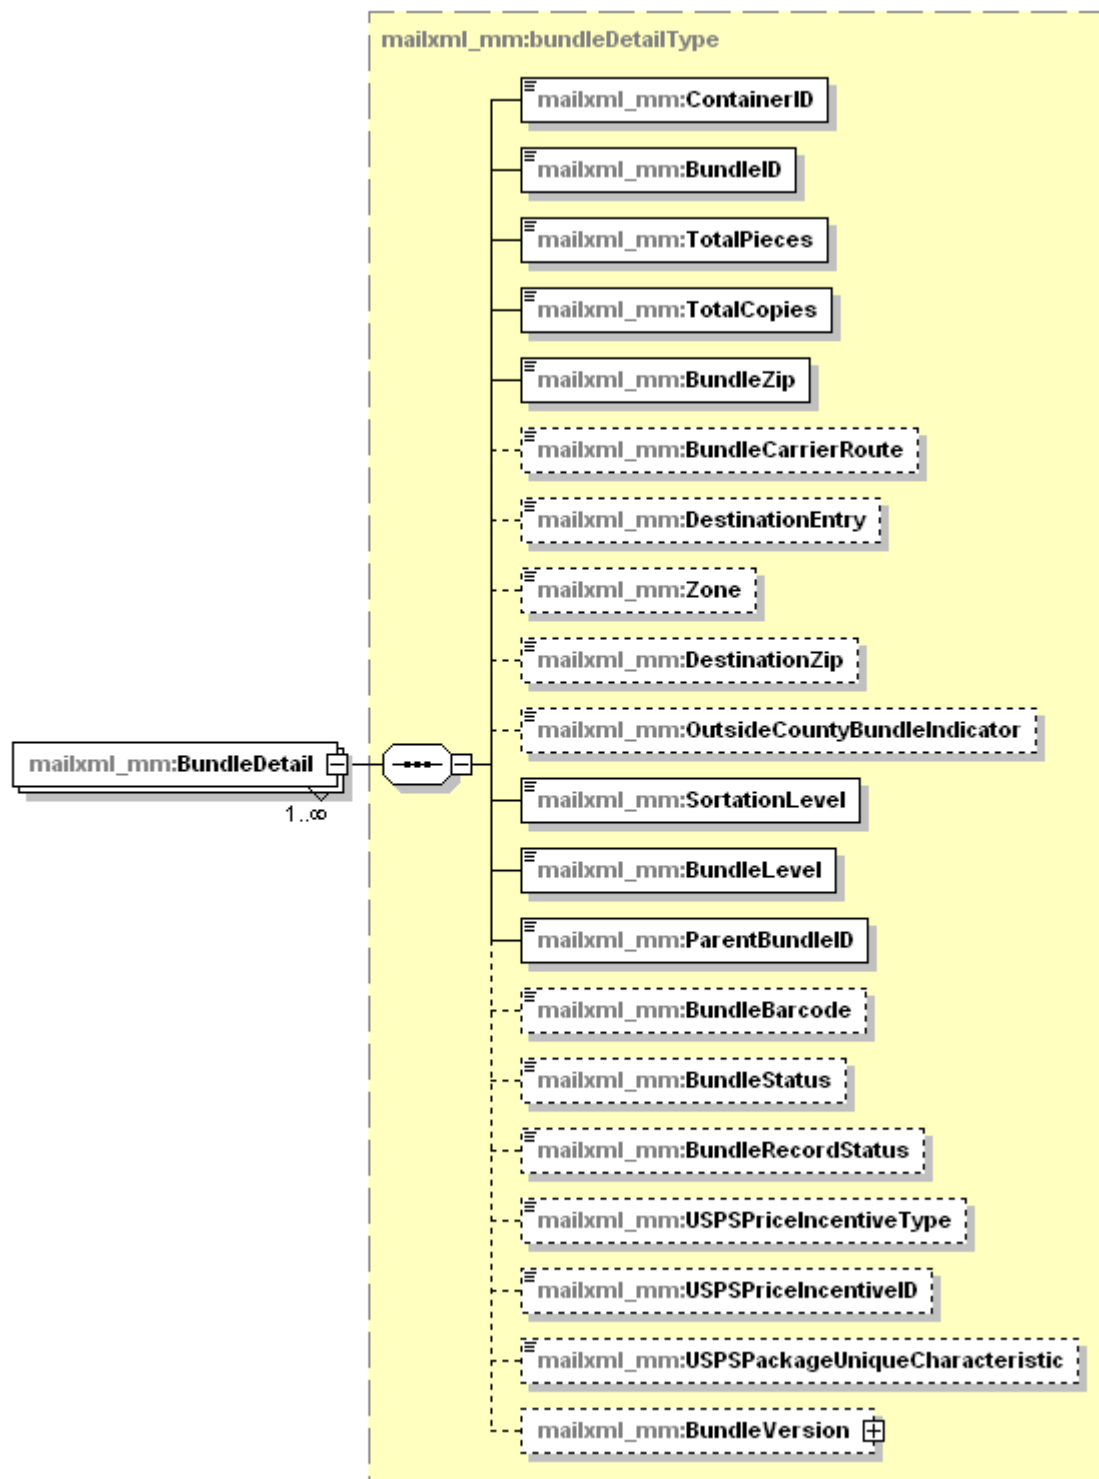 mailxml_mm:bundleDetailType
mailxml_mm:ContainerID
mailxml_mm:BundleID
mailxml_mm:TotalPieces
mailxml_mm:TotalCopies
mailxml_mm:BundleZip
mailxml_mm:BundleCarrierRoute
mailxml_mm:DestinationEntry
mailxml_mm:Zone
mailxml_mm:DestinationZip
mailxml_mm:OutsideCountyBundleIndicator
mailxml_mm:BundleDetail
1..∞
mailxml_mm:SortationLevel
mailxml_mm:BundleLevel
mailxml_mm:ParentBundleID
mailxml_mm:BundleBarcode
mailxml_mm:BundleStatus
mailxml_mm:BundleRecordStatus
mailxml_mm:USPSPriceIncentiveType
mailxml_mm:USPSPriceIncentiveID
mailxml_mm:USPSPackageUniqueCharacteristic
mailxml_mm:BundleVersion